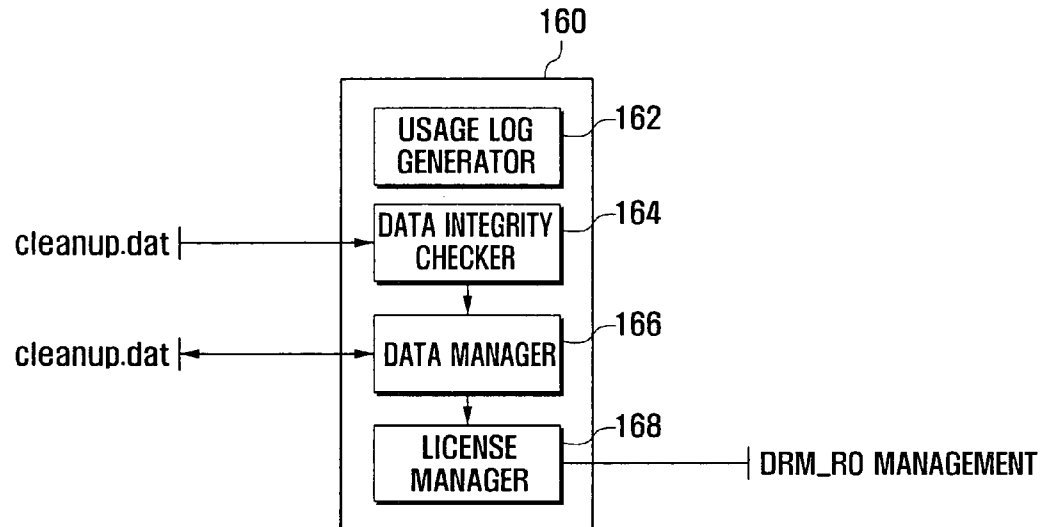 160
USAGE LOG
GENERATOR
162
DATA INTEGRITY
CHECKER
164
cleanup.dat
DATA MANAGER
166
cleanup.dat
LICENSE
MANAGER
168
DRM_RO MANAGEMENT